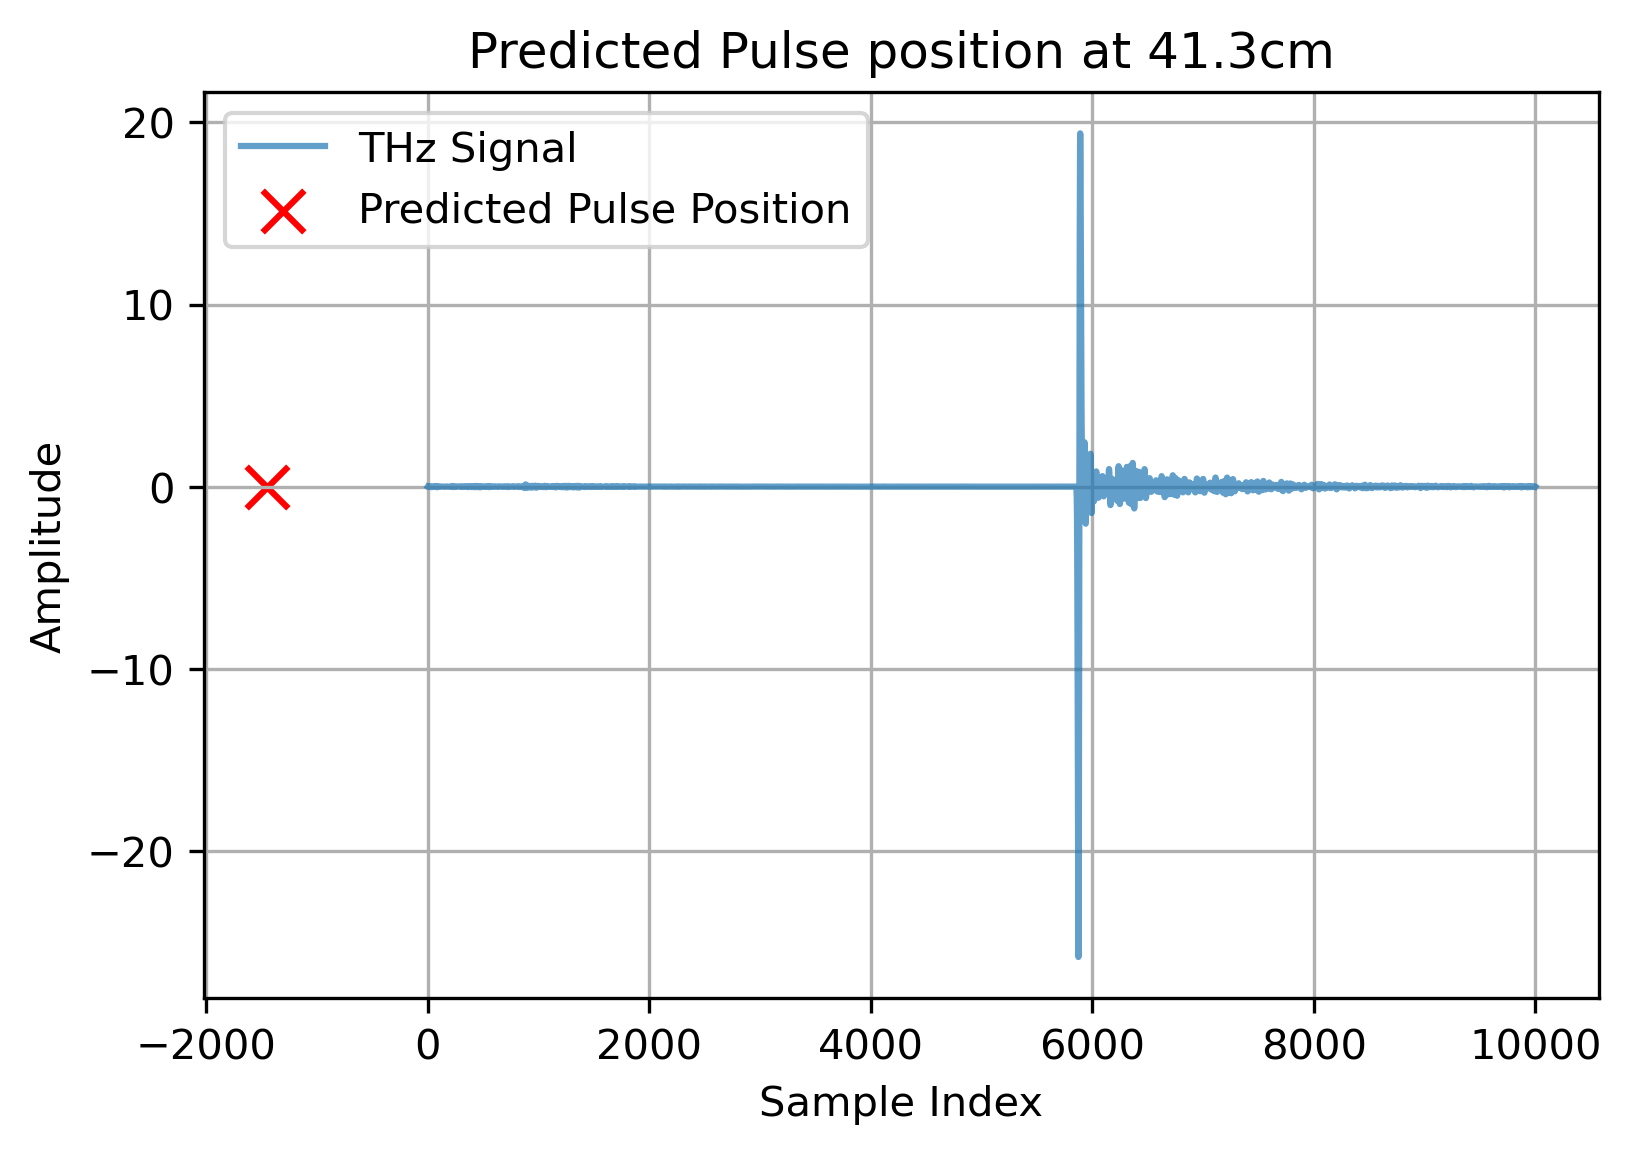 Predicted Pulse position at 41.3cm
THz Signal
Predicted Pulse Position
20
10
0
−10
−20
Amplitude
−2000 0 2000 4000 6000 8000 10000
Sample Index